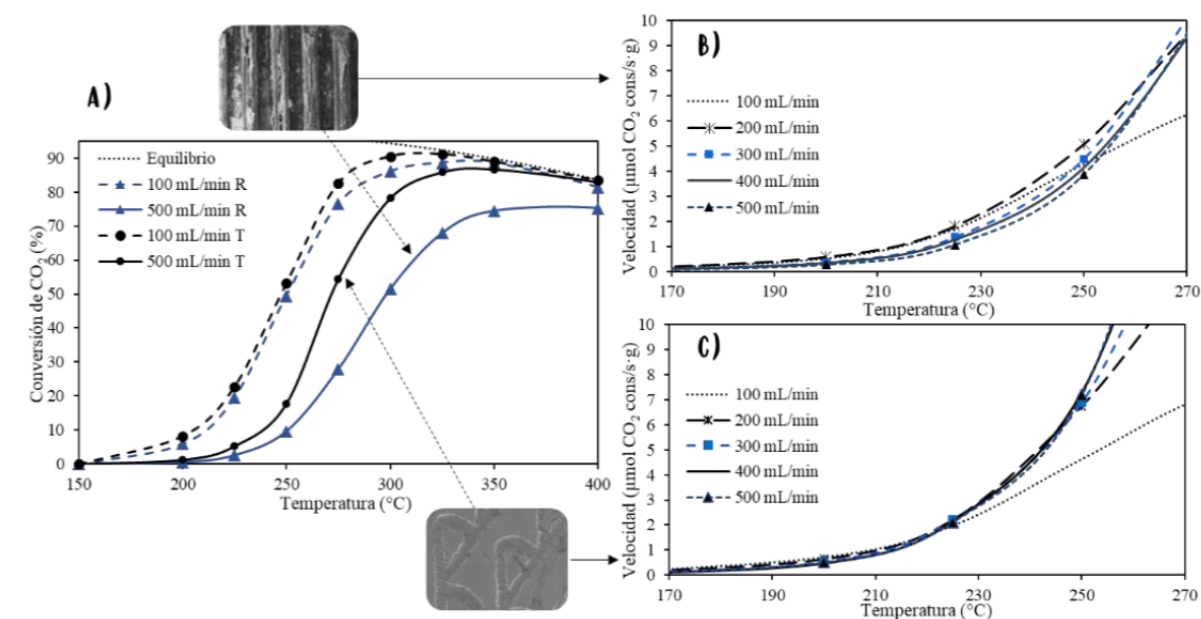 A)
Equilibrio
100 mL/min R
500 mL/min R
100 mL/min T
500 mL/min T
Conversión de CO₂ (%)
90
80
70
60
50
40
30
20
10
0
150
200
250
300
350
400
Temperatura (°C)
B)
100 mL/min
200 mL/min
300 mL/min
400 mL/min
500 mL/min
Velocidad (µmol CO₂ cons/s·g)
10
9
8
7
6
5
4
3
2
1
0
170
190
210
230
250
270
Temperatura (°C)
C)
100 mL/min
200 mL/min
300 mL/min
400 mL/min
500 mL/min
Velocidad (µmol CO₂ cons/s·g)
10
9
8
7
6
5
4
3
2
1
0
170
190
210
230
250
270
Temperatura (°C)